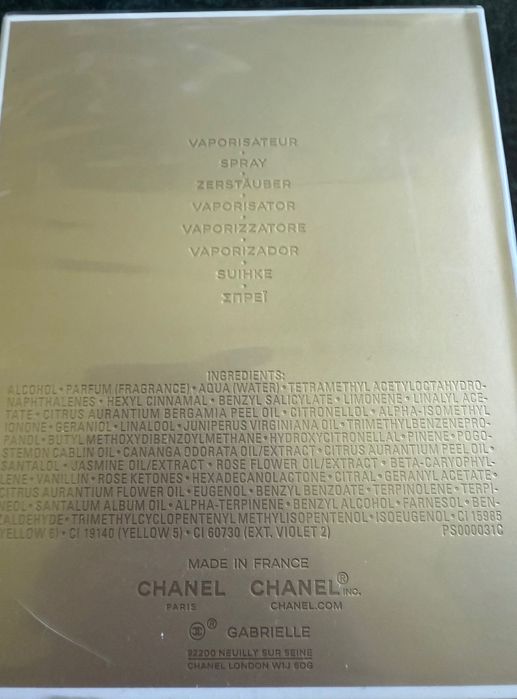 VAPORISATEUR
SPRAY
ZERSTÄUBER
VAPORISATOR
VAPORIZZATORE
VAPORIZADOR
SUIHKE
ΣΠΡΕΪ
INGREDIENTS:
ALCOHOL • PARFUM (FRAGRANCE) • AQUA (WATER) • TETRAMETHYL ACETYLOCTAHYDRO-
NAPHTHALENES • HEXYL CINNAMAL • BENZYL SALICYLATE • LIMONENE • LINALYL ACE-
TATE • CITRUS AURANTIUM BERGAMIA PEEL OIL • CITRONELLOL • ALPHA-ISOMETHYL
IONONE • GERANIOL • LINALOOL • JUNIPERUS VIRGINIANA OIL • TRIMETHYLBENZENEPRO-
PANOL • BUTYL METHOXYDIBENZOYLMETHANE • HYDROXYCITRONELLAL • PINENE • POGO-
STEMON CABLIN OIL • CANANGA ODORATA OIL/EXTRACT • CITRUS AURANTIUM PEEL OIL •
SANTALOL • JASMINE OIL/EXTRACT • ROSE FLOWER OIL/EXTRACT • BETA-CARYOPHYL-
LENE • VANILLIN • ROSE KETONES • HEXADECANOLACTONE • CITRAL • GERANYL ACETATE •
CITRUS AURANTIUM FLOWER OIL • EUGENOL • BENZYL BENZOATE • TERPINOLENE • TERPI-
NEOL • SANTALUM ALBUM OIL • ALPHA-TERPINENE • BENZYL ALCOHOL • FARNESOL • BEN-
ZALDEHYDE • TRIMETHYLCYCLOPENTENYL METHYLISOPENTENOL • ISOEUGENOL • CI 15985
(YELLOW 6) • CI 19140 (YELLOW 5) • CI 60730 (EXT. VIOLET 2) PS000031C
MADE IN FRANCE
CHANEL CHANEL® INC.
PARIS CHANEL.COM
® GABRIELLE
92200 NEUILLY SUR SEINE
CHANEL LONDON W1J 6DG